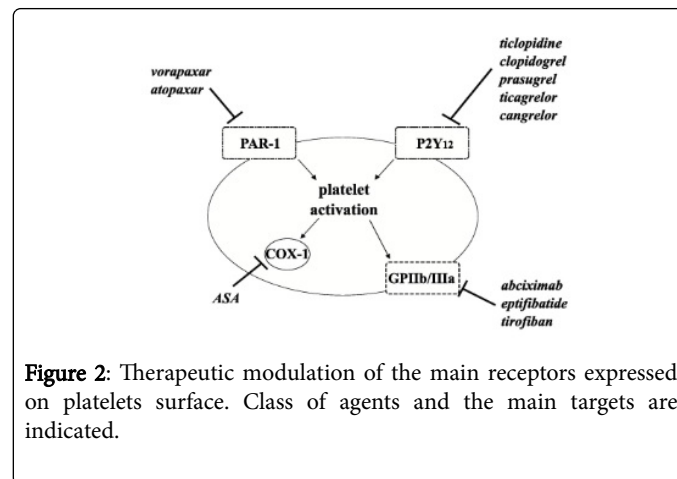 ticlopidine
clopidogrel
prasugrel
ticagrelor
cangrelor
vorapaxar
atopaxar
PAR-1
P2Y12
platelet
activation
COX-1
GPIIb/IIIa
ASA
abciximab
eptifibatide
tirofiban
Figure 2: Therapeutic modulation of the main receptors expressed
on platelets surface. Class of agents and the main targets are
indicated.